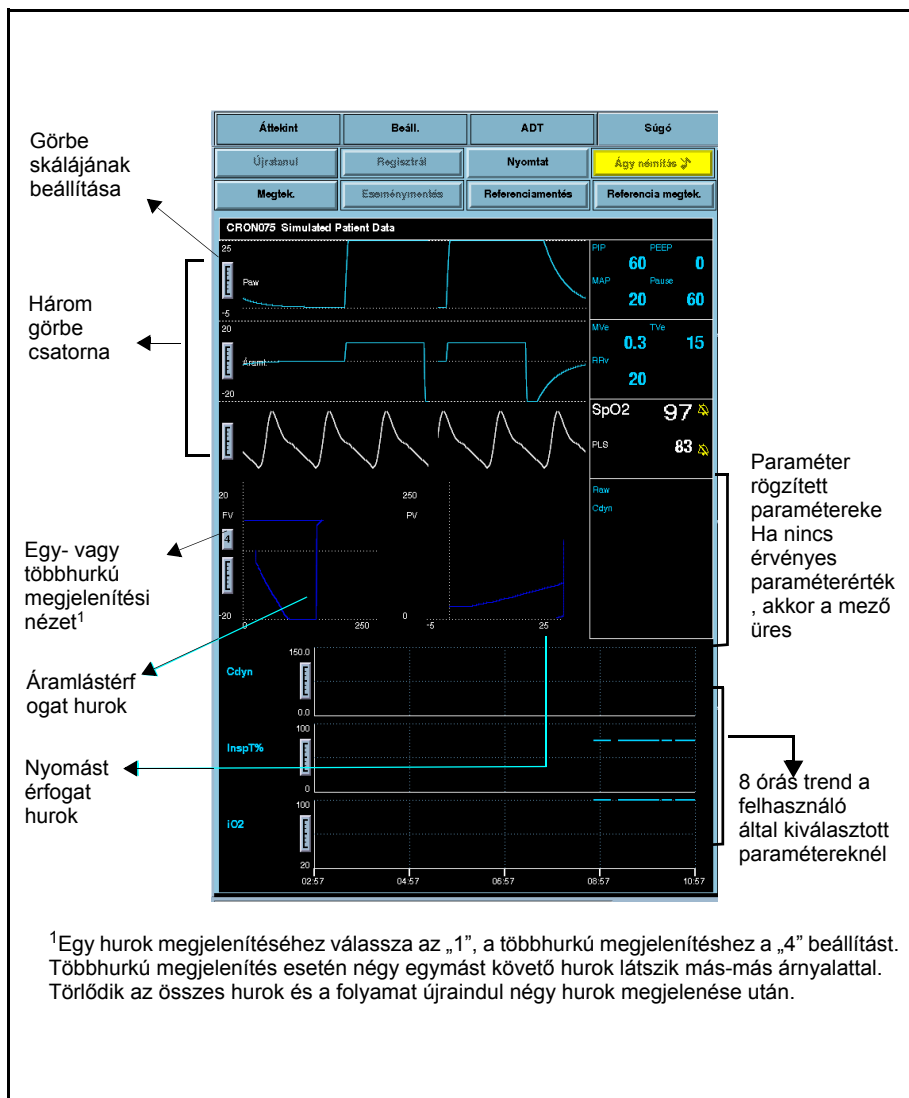 Áttekint Beáll. ADT Súgó
Újratanul Regisztrál Nyomtat Ágy némítás
Megtek. Eseménymentés Referenciamentés Referencia megtek.
CRON075 Simulated Patient Data
Görbe
skálájának
beállítása
Három
görbe
csatorna
Egy- vagy
többhurkú
megjelenítési
nézet1
Áramlástérf
ogat hurok
Nyomást
érfogat
hurok
25
Paw
-5
20
Áraml.
-20
PIP PEEP
60 0
MAP Pause
20 60
MVe TVe
0.3 15
RRv
20
SpO2 97
PLS 83
Raw
Cdyn
20
FV
4
-20
0 250
250
PV
0
-5 25
Cdyn
150.0
0.0
InspT%
100
0
iO2
100
20
02:57 04:57 06:57 08:57 10:57
Paraméter
rögzített
paramétereke
Ha nincs
érvényes
paraméterérték
, akkor a mező
üres
8 órás trend a
felhasználó
által kiválasztott
paramétereknél
1Egy hurok megjelenítéséhez válassza az „1”, a többhurkú megjelenítéshez a „4” beállítást.
Többhurkú megjelenítés esetén négy egymást követő hurok látszik más-más árnyalattal.
Törlődik az összes hurok és a folyamat újraindul négy hurok megjelenése után.